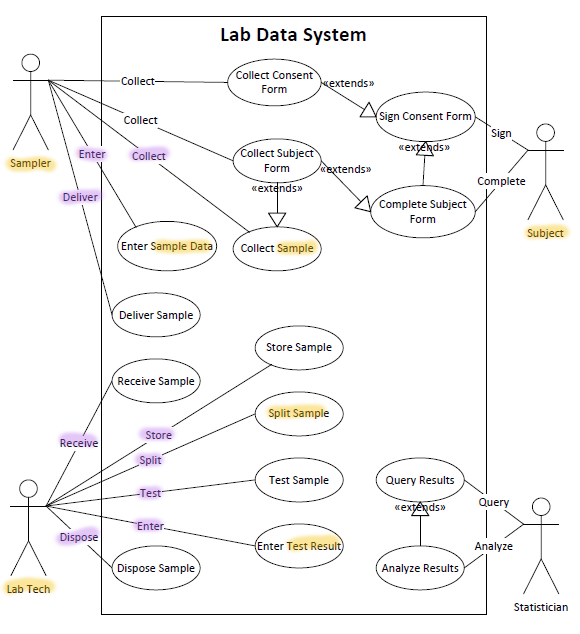 Lab Data System
Collect
Collect Consent
Form
«extends»
Sign Consent Form
Sign
Sampler
Collect
Enter
Collect
Collect Subject
Form
«extends»
«extends»
«extends»
Complete
Deliver
Complete Subject
Form
Subject
Enter Sample Data
Collect Sample
Deliver Sample
Store Sample
Receive Sample
Split Sample
Receive
Store
Split
Test
Test Sample
Query Results
«extends»
Query
Enter
Dispose
Enter Test Result
Analyze
Lab Tech
Dispose Sample
Analyze Results
Statistician